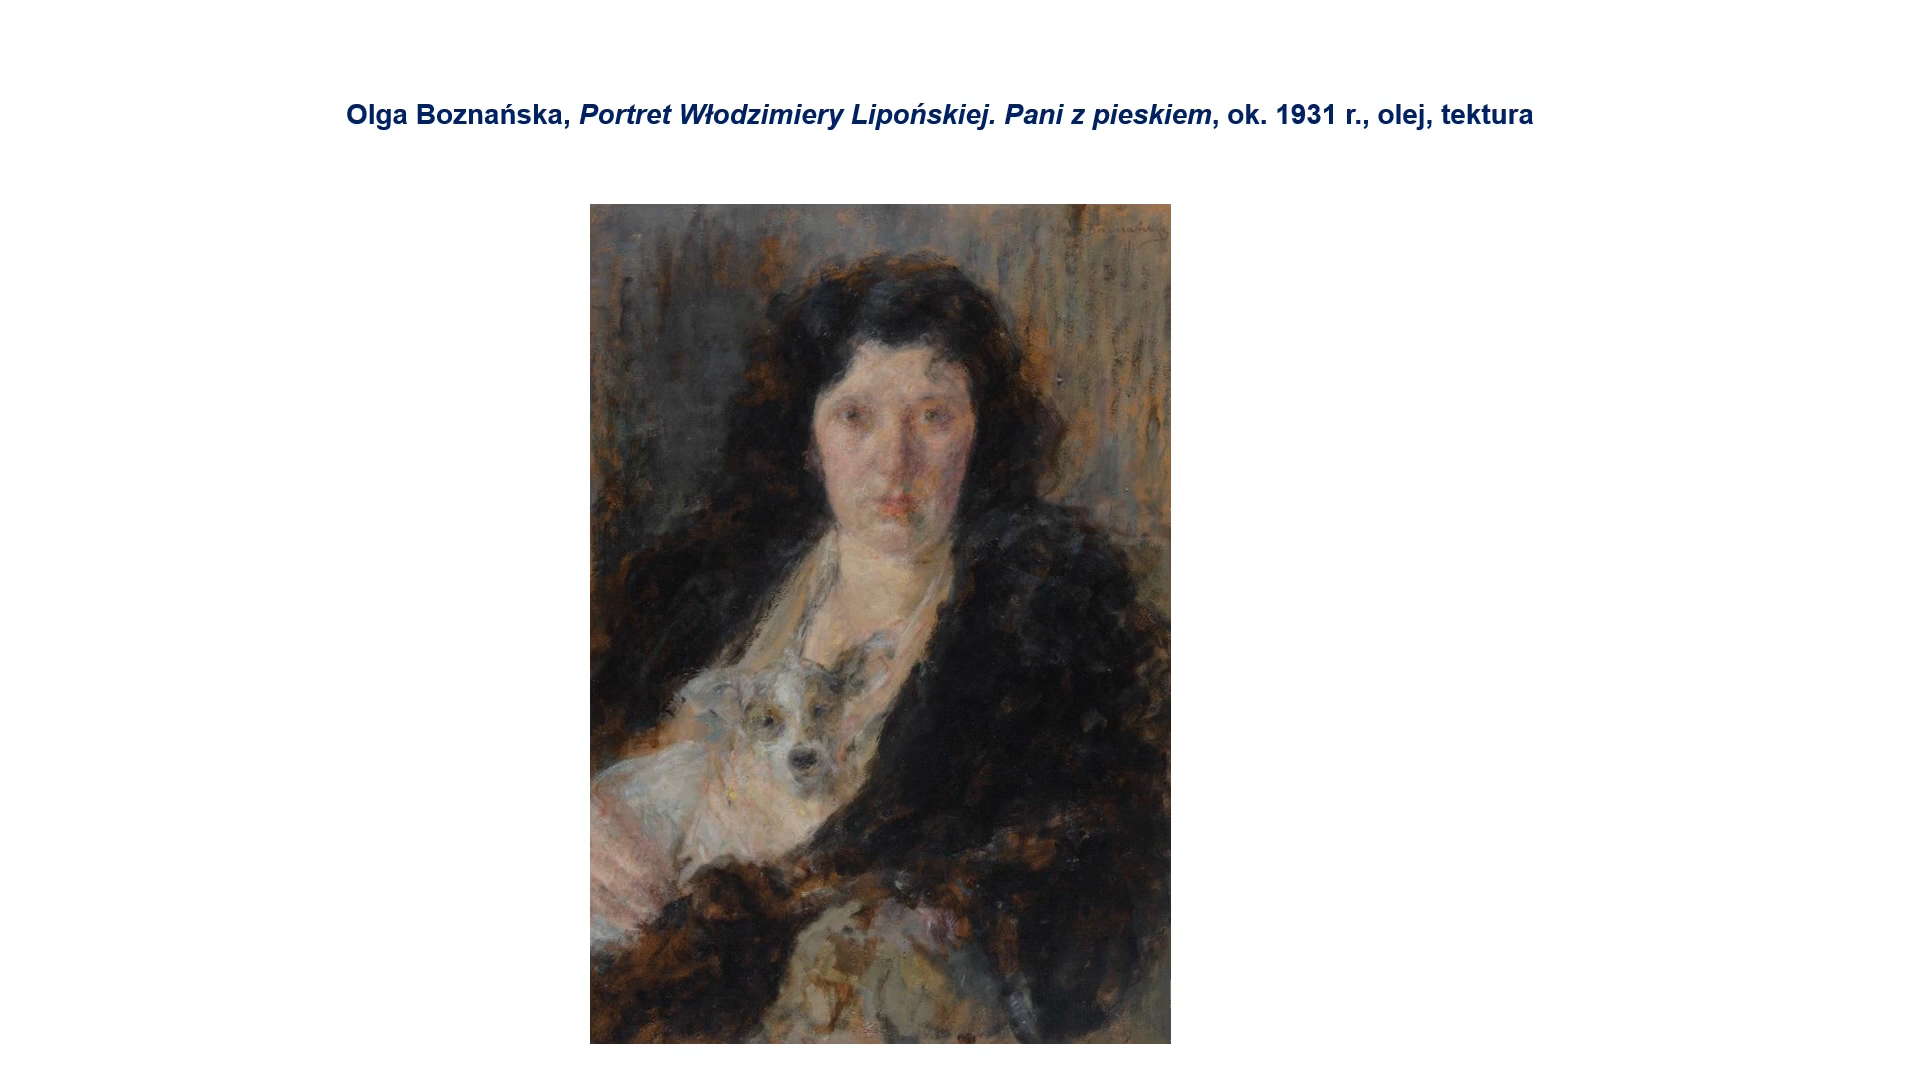 Olga Boznańska, Portret Włodzimiery Lipońskiej. Pani z pieskiem, ok. 1931 r., olej, tektura